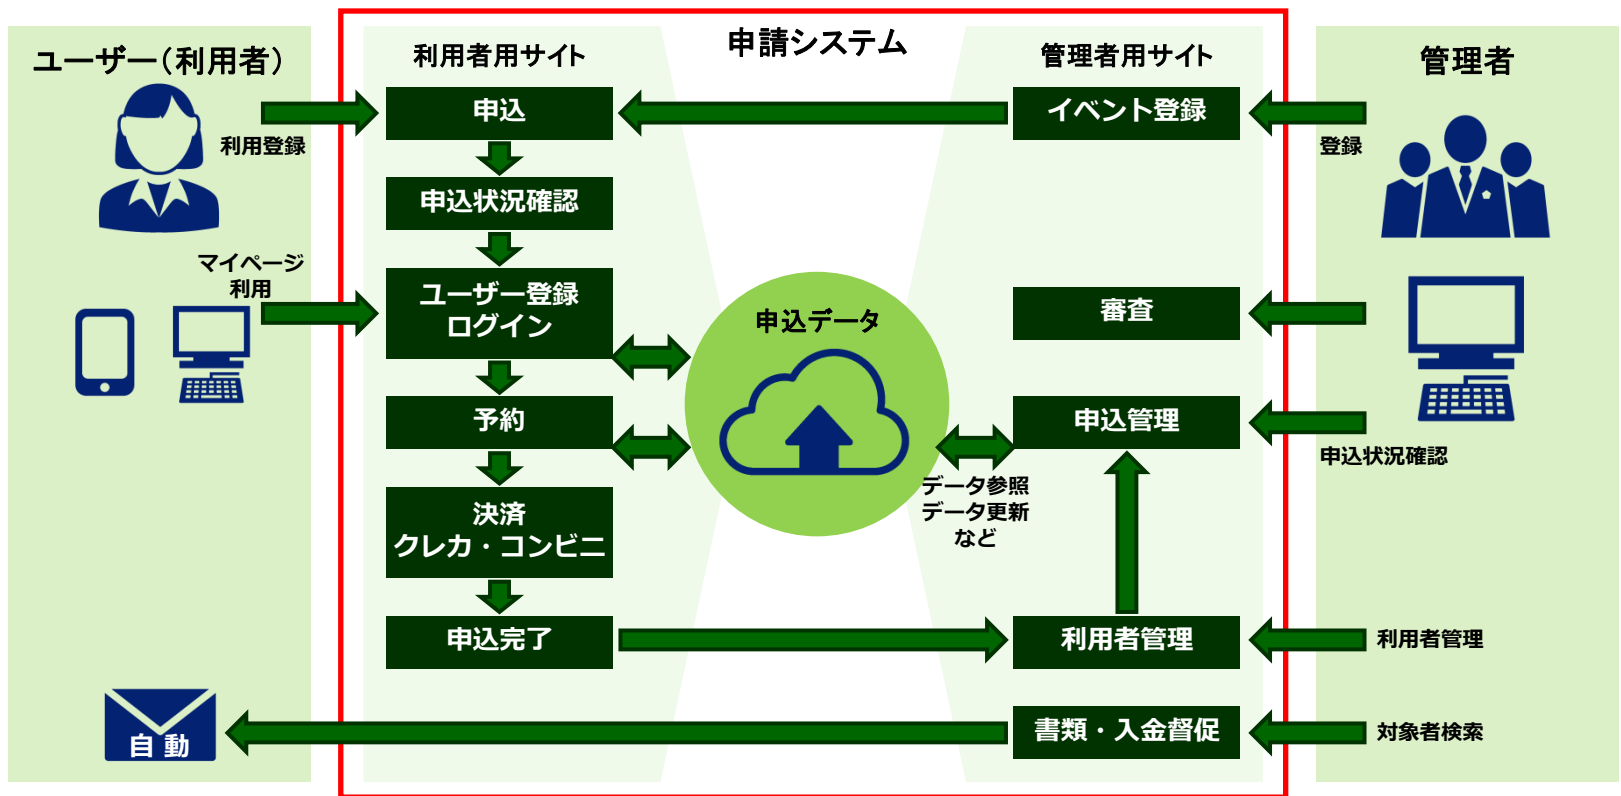 申請システム
ユーザー（利用者）
利用者用サイト
管理者用サイト
管理者
申込
イベント登録
利用登録
登録
申込状況確認
マイページ
利用
ユーザー登録
ログイン
審査
申込データ
予約
申込管理
申込状況確認
データ参照
データ更新
など
決済
クレカ・コンビニ
申込完了
利用者管理
利用者管理
自 動
書類・入金督促
対象者検索